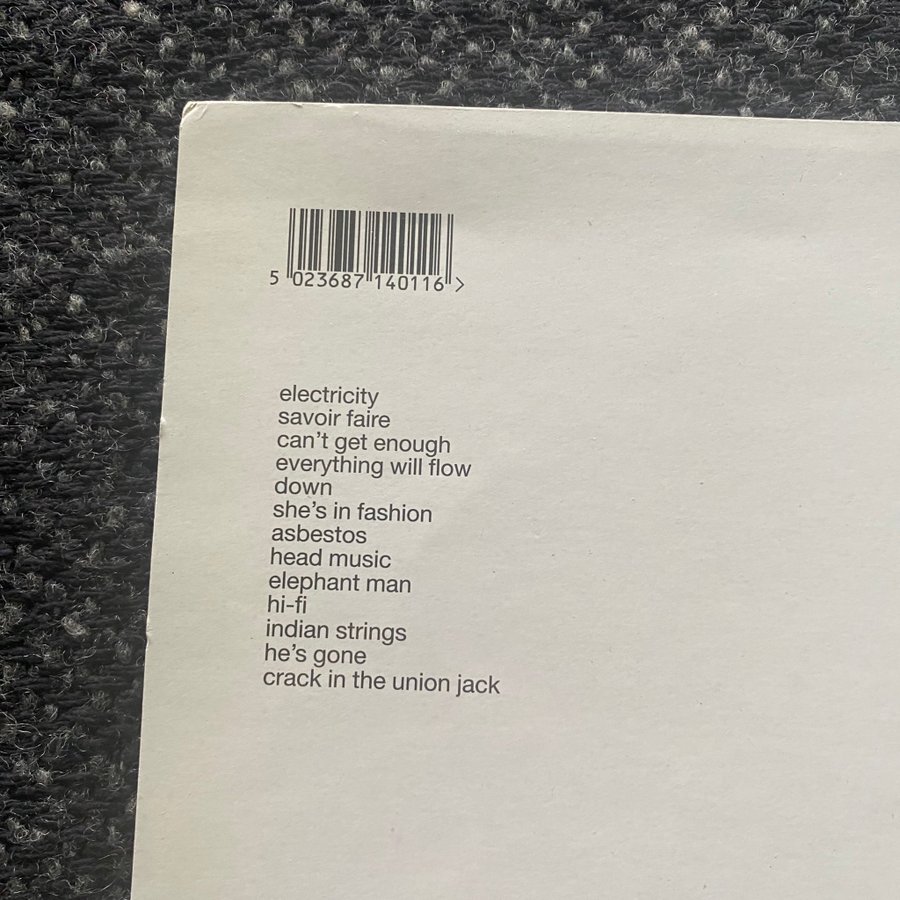 5 023687 140116 >
electricity
savoir faire
can't get enough
everything will flow
down
she's in fashion
asbestos
head music
elephant man
hi-fi
indian strings
he's gone
crack in the union jack